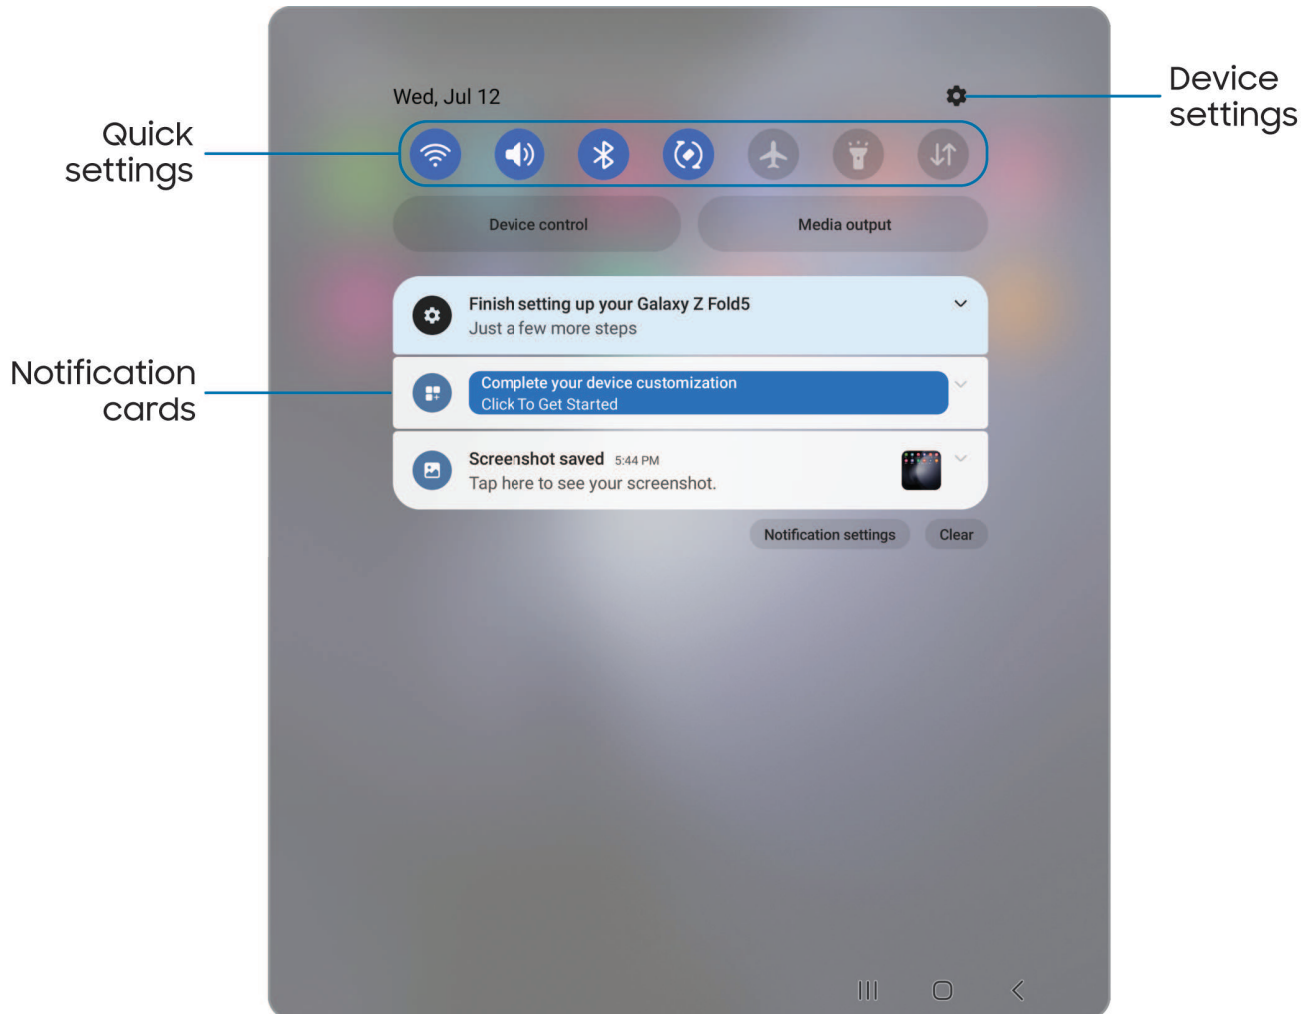 Wed, Jul 12
Device
settings
Quick
settings
Device control
Media output
Finish setting up your Galaxy Z Fold5
Just a few more steps
Notification
cards
Complete your device customization
Click To Get Started
Screenshot saved 5:44 PM
Tap here to see your screenshot.
Notification settings
Clear